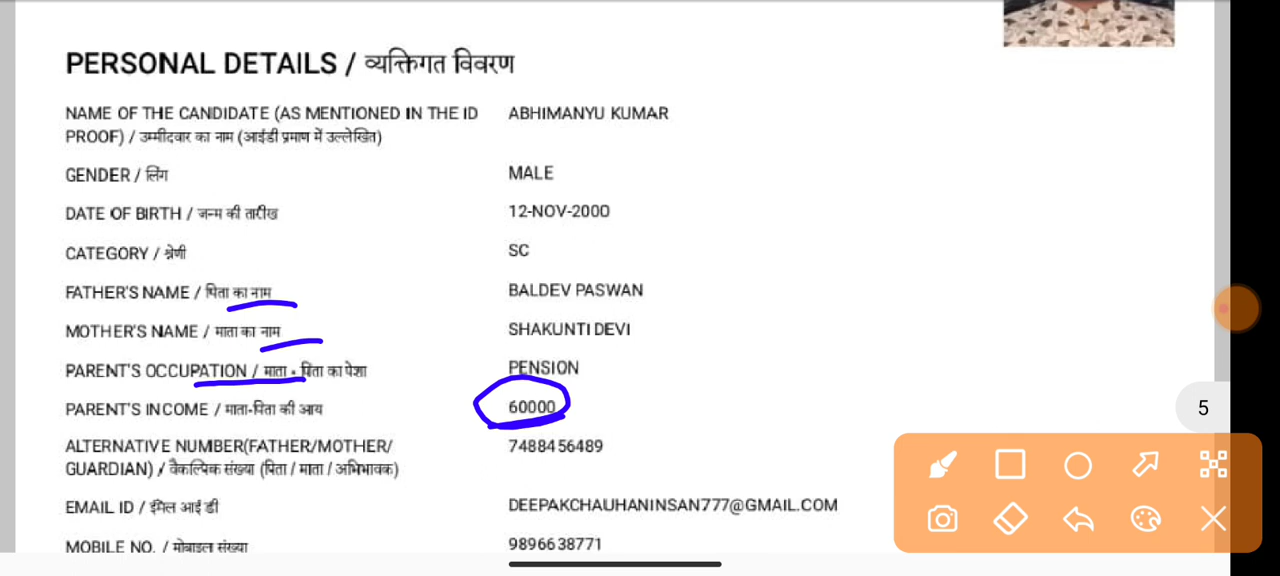 PERSONAL DETAILS / व्यक्तिगत विवरण
NAME OF THE CANDIDATE (AS MENTIONED IN THE ID PROOF) / उम्मीदवार का नाम (आईडी प्रमाण में उल्लेखित) ABHIMANYU KUMAR
GENDER / लिंग MALE
DATE OF BIRTH / जन्म की तारीख 12-NOV-2000
CATEGORY / श्रेणी SC
FATHER'S NAME / पिता का नाम BALDEV PASWAN
MOTHER'S NAME / माता का नाम SHAKUNTI DEVI
PARENT'S OCCUPATION / माता - पिता का पेशा PENSION
PARENT'S INCOME / माता-पिता की आय 60000
5
ALTERNATIVE NUMBER(FATHER/MOTHER/ GUARDIAN) / वैकल्पिक संख्या (पिता / माता / अभिभावक) 7488456489
EMAIL ID / ईमेल आई डी DEEPAKCHAUHANINSAN777@GMAIL.COM
MOBILE NO. / मोबाइल संख्या 9896638771